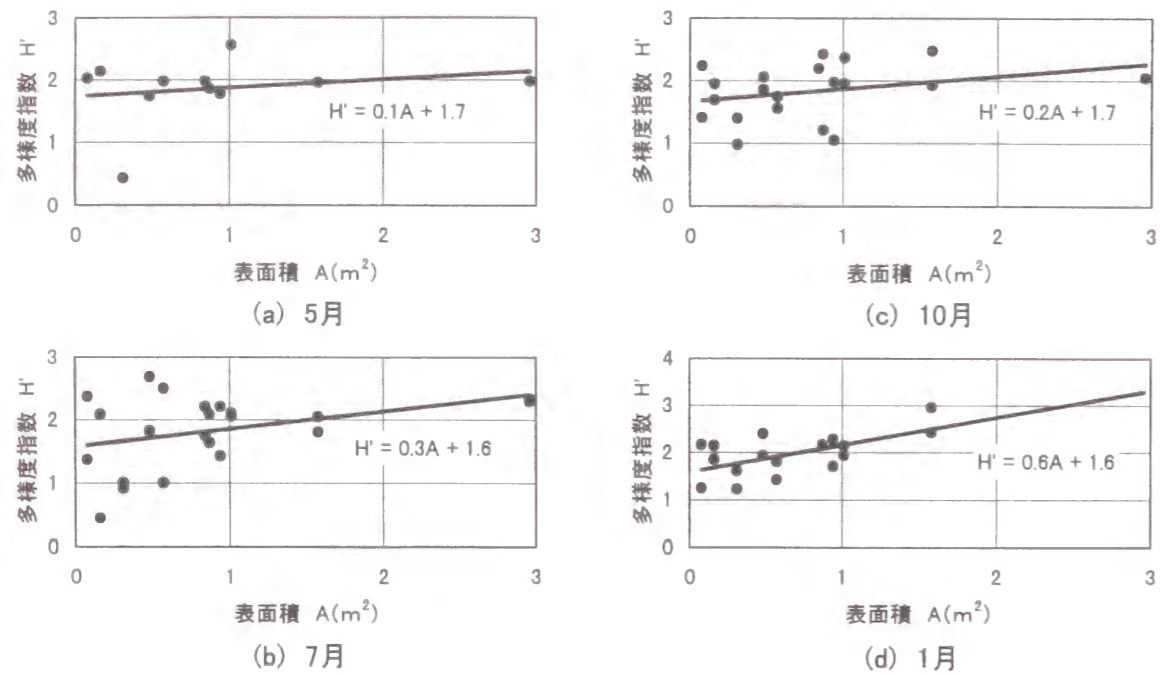 3
2
1
0
多様度指数 H'
H' = 0.1A + 1.7
0 1 2 3
表面積 A(m²)
(a) 5月
3
2
1
0
多様度指数 H'
H' = 0.2A + 1.7
0 1 2 3
表面積 A(m²)
(c) 10月
3
2
1
0
多様度指数 H'
H' = 0.3A + 1.6
0 1 2 3
表面積 A(m²)
(b) 7月
4
3
2
1
0
多様度指数 H'
H' = 0.6A + 1.6
0 1 2 3
表面積 A(m²)
(d) 1月